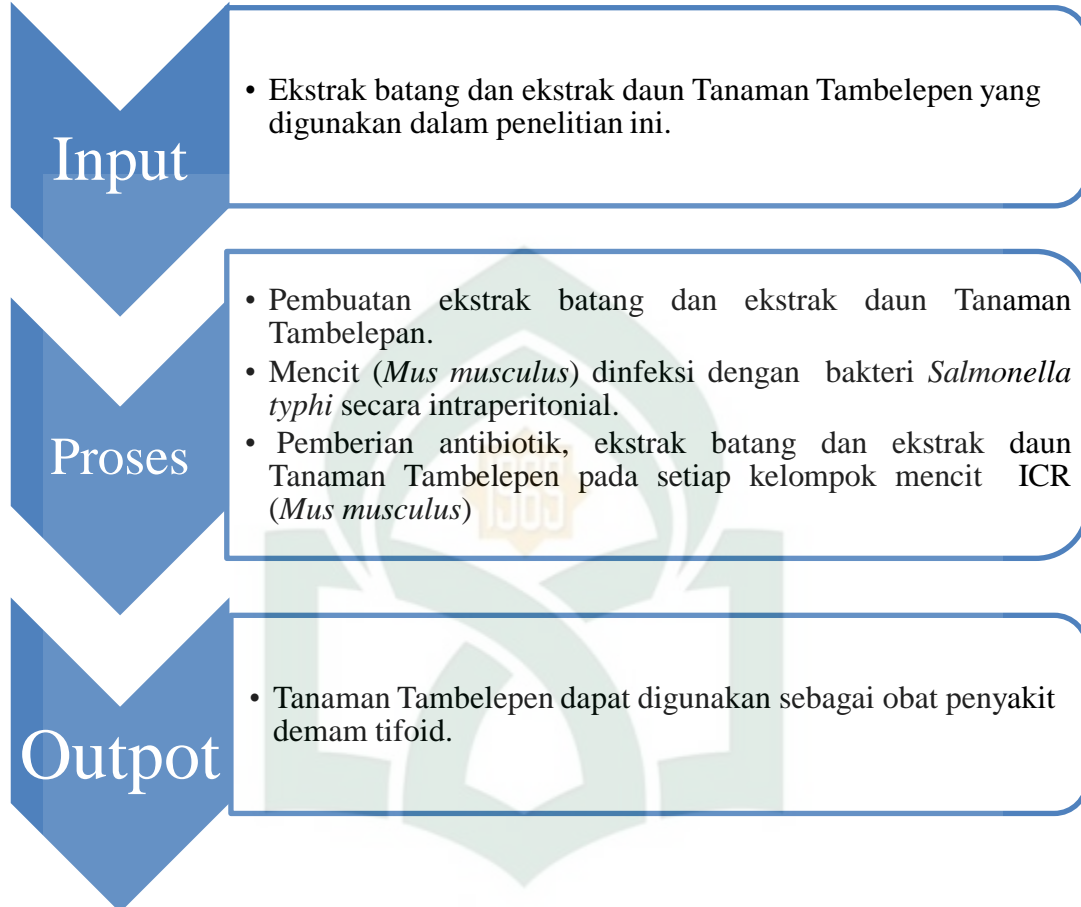 Input
• Ekstrak batang dan ekstrak daun Tanaman Tambelepen yang
digunakan dalam penelitian ini.
Proses
• Pembuatan ekstrak batang dan ekstrak daun Tanaman
Tambelepan.
• Mencit (Mus musculus) dinfeksi dengan bakteri Salmonella
typhi secara intraperitonial.
• Pemberian antibiotik, ekstrak batang dan ekstrak daun
Tanaman Tambelepen pada setiap kelompok mencit ICR
(Mus musculus)
1965
Outpot
• Tanaman Tambelepen dapat digunakan sebagai obat penyakit
demam tifoid.